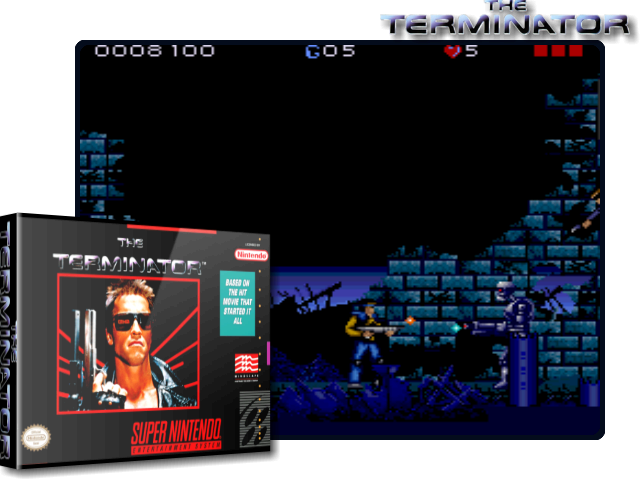 THE
TERMINATOR
0008100 G05 5
THE
TERMINATOR™
Nintendo
BASED ON
THE HIT
MOVIE THAT
STARTED IT
ALL
SUPER NINTENDO
ENTERTAINMENT SYSTEM
THE TERMINATOR